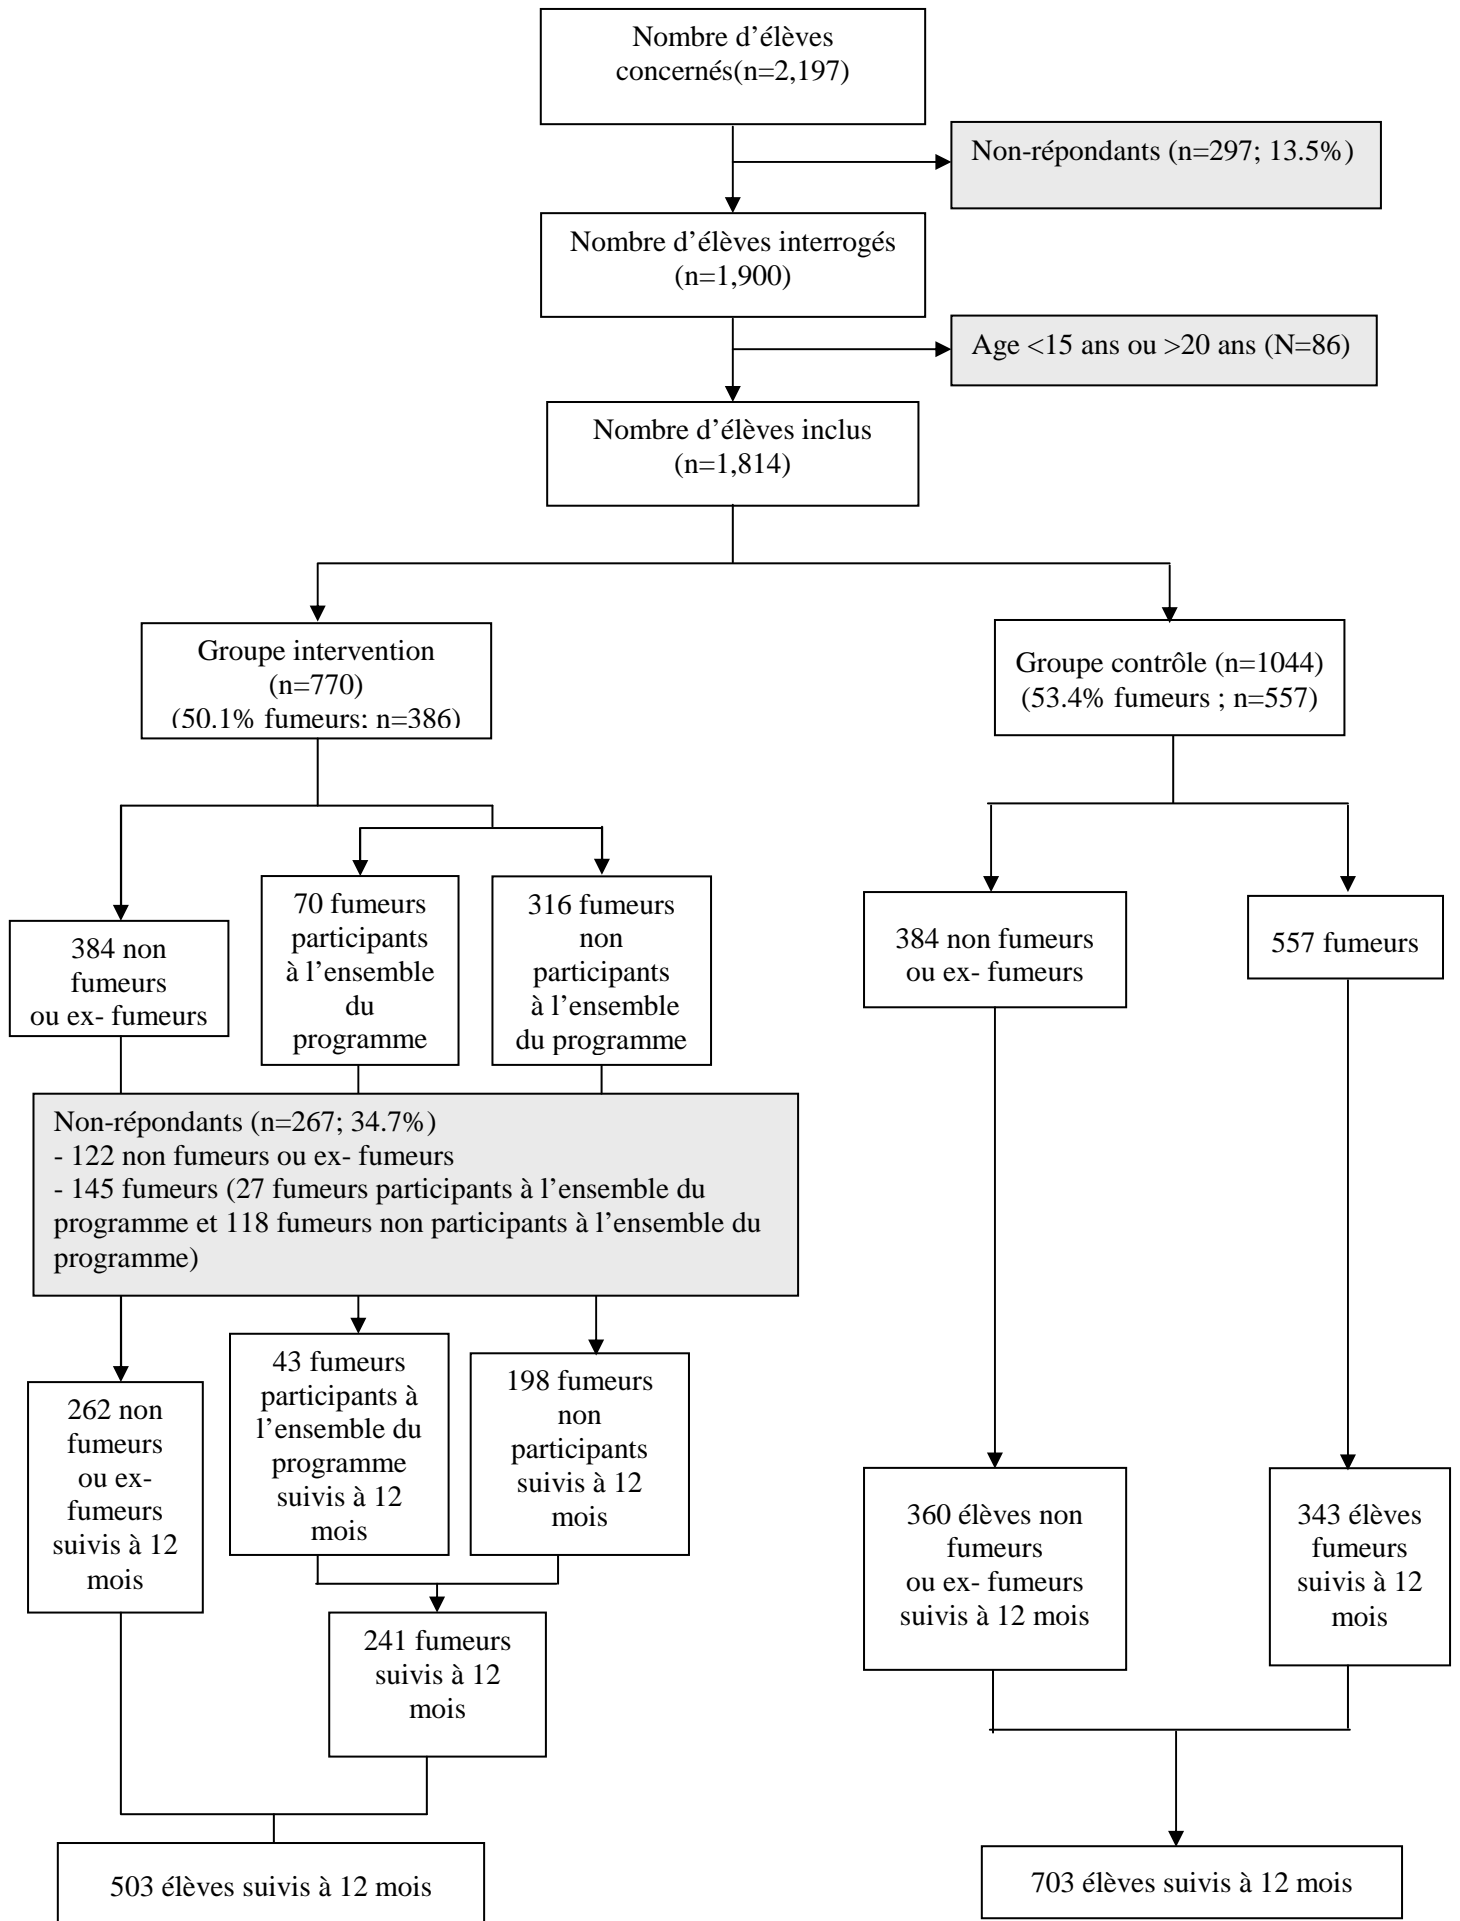 Nombre d’élèves
concernés(n=2,197)
Non-répondants (n=297; 13.5%)
Nombre d’élèves interrogés
(n=1,900)
Age <15 ans ou >20 ans (N=86)
Nombre d’élèves inclus
(n=1,814)
Groupe intervention
(n=770)
(50.1% fumeurs; n=386)
Groupe contrôle (n=1044)
(53.4% fumeurs ; n=557)
384 non
fumeurs
ou ex- fumeurs
70 fumeurs
participants
à l’ensemble
du
programme
316 fumeurs
non
participants
à l’ensemble
du programme
384 non fumeurs
ou ex- fumeurs
557 fumeurs
Non-répondants (n=267; 34.7%)
- 122 non fumeurs ou ex- fumeurs
- 145 fumeurs (27 fumeurs participants à l’ensemble du
programme et 118 fumeurs non participants à l’ensemble du
programme)
262 non
fumeurs
ou ex-
fumeurs
suivis à 12
mois
43 fumeurs
participants à
l’ensemble du
programme
suivis à 12
mois
198 fumeurs
non
participants
suivis à 12
mois
360 élèves non
fumeurs
ou ex- fumeurs
suivis à 12 mois
343 élèves
fumeurs
suivis à 12
mois
241 fumeurs
suivis à 12
mois
503 élèves suivis à 12 mois
703 élèves suivis à 12 mois